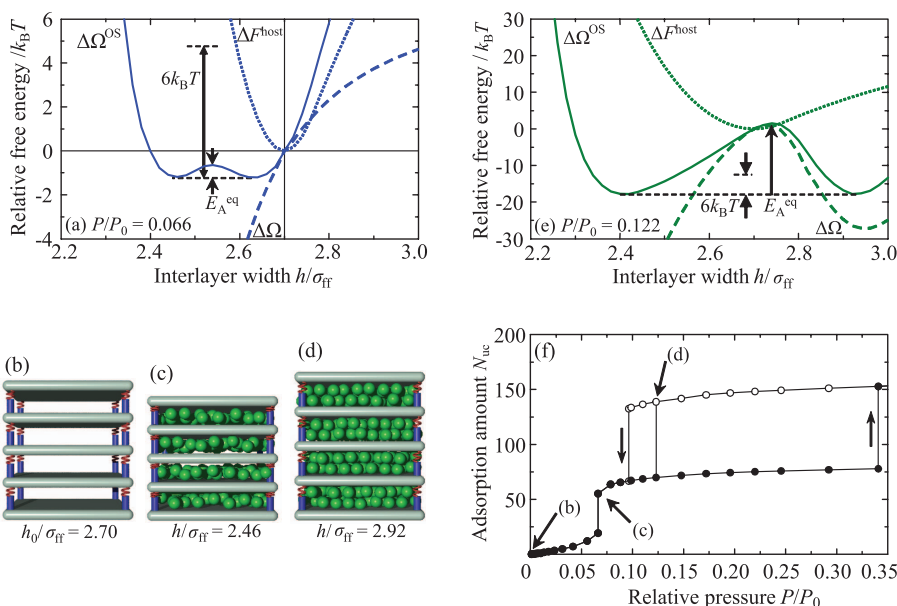 6
4
2
0
−2
−4
Relative free energy /k_BT
ΔΩ^OS
ΔF^host
6k_BT
E_A^eq
(a) P/P_0 = 0.066
ΔΩ
2.0 2.2 2.4 2.6 2.8 3.0
Interlayer width h/σ_ff
30
20
10
0
−10
−20
−30
Relative free energy /k_BT
ΔΩ^OS
ΔF^host
6k_BT
E_A^eq
(e) P/P_0 = 0.122
ΔΩ
2.2 2.4 2.6 2.8 3.0
Interlayer width h/σ_ff
(b)
h_0/σ_ff = 2.70
(c)
h/σ_ff = 2.46
(d)
h/σ_ff = 2.92
(f)
200
150
100
50
0
Adsorption amount N_uc
(d)
(b)
(c)
0 0.05 0.10 0.15 0.20 0.25 0.30 0.35
Relative pressure P/P_0